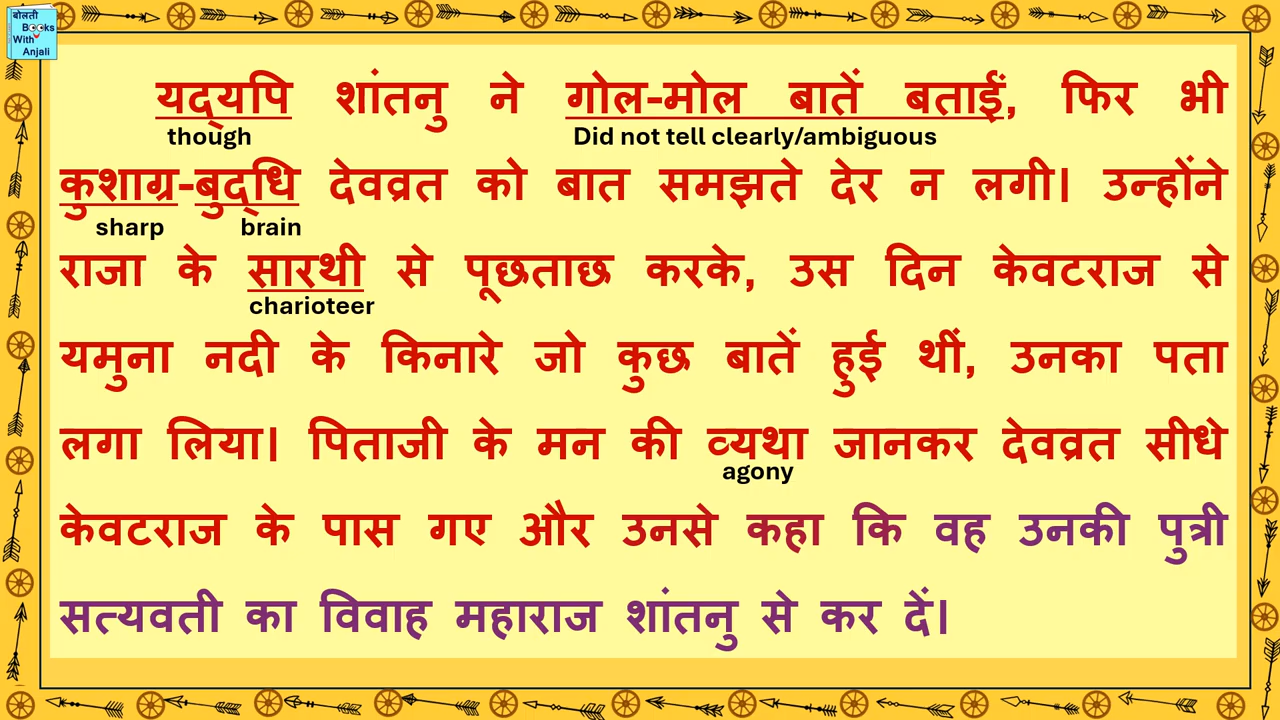 बोलती
Books
With
Anjali
यद्यपि शांतनु ने गोल-मोल बातें बताईं, फिर भी
though Did not tell clearly/ambiguous
कुशाग्र-बुद्धि देवव्रत को बात समझते देर न लगी। उन्होंने
sharp brain
राजा के सारथी से पूछताछ करके, उस दिन केवटराज से
charioteer
यमुना नदी के किनारे जो कुछ बातें हुई थीं, उनका पता
लगा लिया। पिताजी के मन की व्यथा जानकर देवव्रत सीधे
agony
केवटराज के पास गए और उनसे कहा कि वह उनकी पुत्री
सत्यवती का विवाह महाराज शांतनु से कर दें।